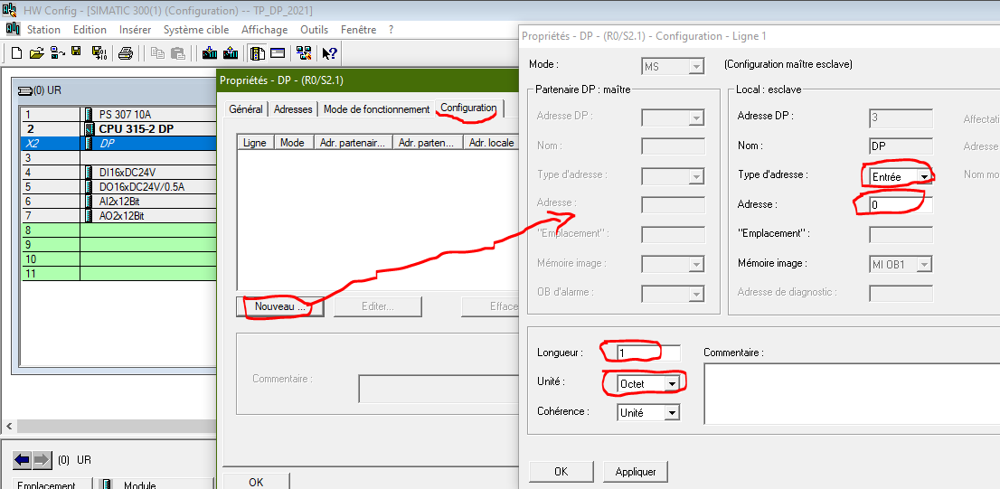 HW Config - [SIMATIC 300(1) (Configuration) -- TP_DP_2021]
Station Edition Insérer Système cible Affichage Outils Fenêtre ?
(0) UR
1 PS 307 10A
2 CPU 315-2 DP
X2 DP
3
4 DI16xDC24V
5 DO16xDC24V/0.5A
6 AI2x12Bit
7 AO2x12Bit
8
9
10
11
(0) UR
Emplacement Module
Propriétés - DP - (R0/S2.1)
Général Adresses Mode de fonctionnement Configuration
Ligne Mode Adr. partenair... Adr. parten... Adr. locale
Nouveau ... Editer... Efface
Commentaire :
OK
Propriétés - DP - (R0/S2.1) - Configuration - Ligne 1
Mode : MS (Configuration maître esclave)
Partenaire DP : maître
Adresse DP :
Nom :
Type d'adresse :
Adresse :
"Emplacement" :
Mémoire image :
OB d'alarme :
Local : esclave
Adresse DP : 3
Nom : DP
Type d'adresse : Entrée
Adresse : 0
"Emplacement" :
Mémoire image : MI OB1
Adresse de diagnostic :
Affectati
Adresse
Nom mo
Longueur : 1
Unité : Octet
Cohérence : Unité
Commentaire :
OK Appliquer